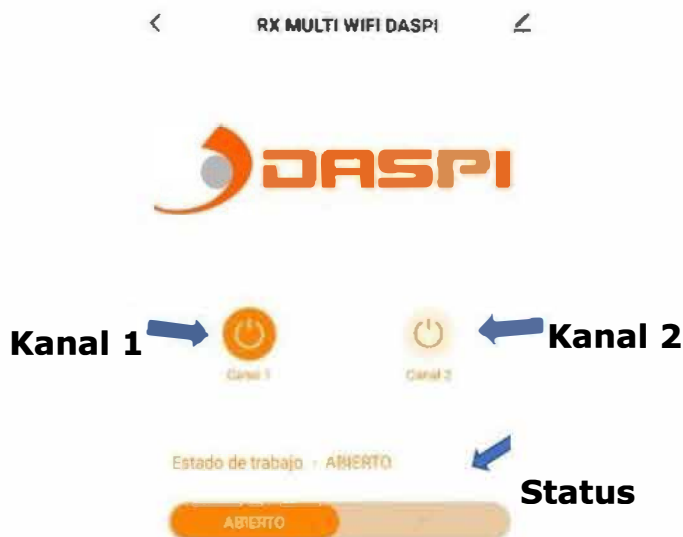 RX MULTI WIFI DASPI
DASPI
Kanal 1
Kanal 2
Canal 1
Canal 2
Estado de trabajo - ABIERTO
Status
ABIERTO